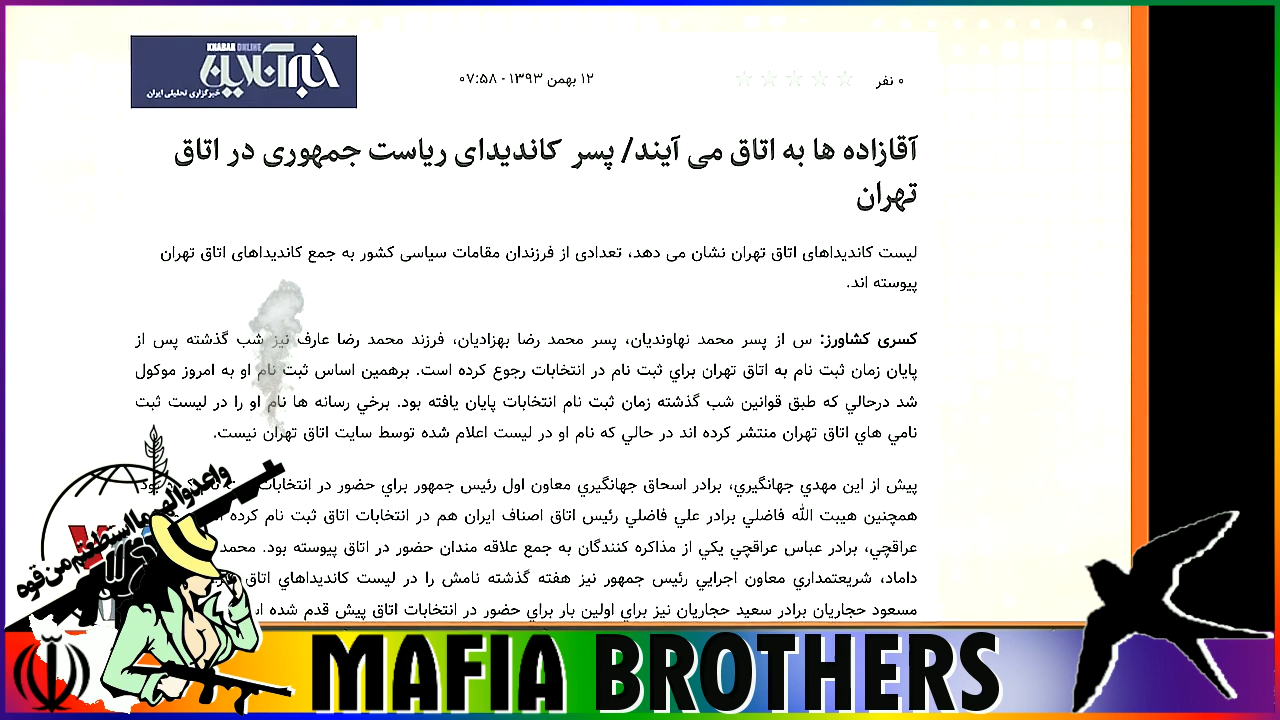 KHABAR ONLINE
خبرآنلاین
خبرگزاری تحلیلی ایران
۱۲ بهمن ۱۳۹۳ - ۰۷:۵۸
۰ نفر
آقازاده ها به اتاق می آیند/ پسر کاندیدای ریاست جمهوری در اتاق
تهران
لیست کاندیداهای اتاق تهران نشان می دهد، تعدادی از فرزندان مقامات سیاسی کشور به جمع کاندیداهای اتاق تهران
پیوسته اند.
کسری کشاورز: س از پسر محمد نهاوندیان، پسر محمد رضا بهزادیان، فرزند محمد رضا عارف نیز شب گذشته پس از
پایان زمان ثبت نام به اتاق تهران براي ثبت نام در انتخابات رجوع کرده است. برهمین اساس ثبت نام او به امروز موکول
شد درحالي که طبق قوانین شب گذشته زمان ثبت نام انتخابات پایان یافته بود. برخي رسانه ها نام او را در لیست ثبت
نامي هاي اتاق تهران منتشر کرده اند در حالي که نام او در لیست اعلام شده توسط سایت اتاق تهران نیست.
پیش از این مهدي جهانگیري، برادر اسحاق جهانگیري معاون اول رئیس جمهور براي حضور در انتخابات
همچنین هیبت الله فاضلي برادر علي فاضلي رئیس اتاق اصناف ایران هم در انتخابات اتاق ثبت نام کرده
عراقچي، برادر عباس عراقچي یکي از مذاکره کنندگان به جمع علاقه مندان حضور در اتاق پیوسته بود. محمد
داماد، شریعتمداري معاون اجرایي رئیس جمهور نیز هفته گذشته نامش را در لیست کاندیداهاي اتاق
مسعود حجاریان برادر سعید حجاریان نیز براي اولین بار براي حضور در انتخابات اتاق پیش قدم شده
واعدوا لهم ما استطعتم من قوه
MAFIA BROTHERS